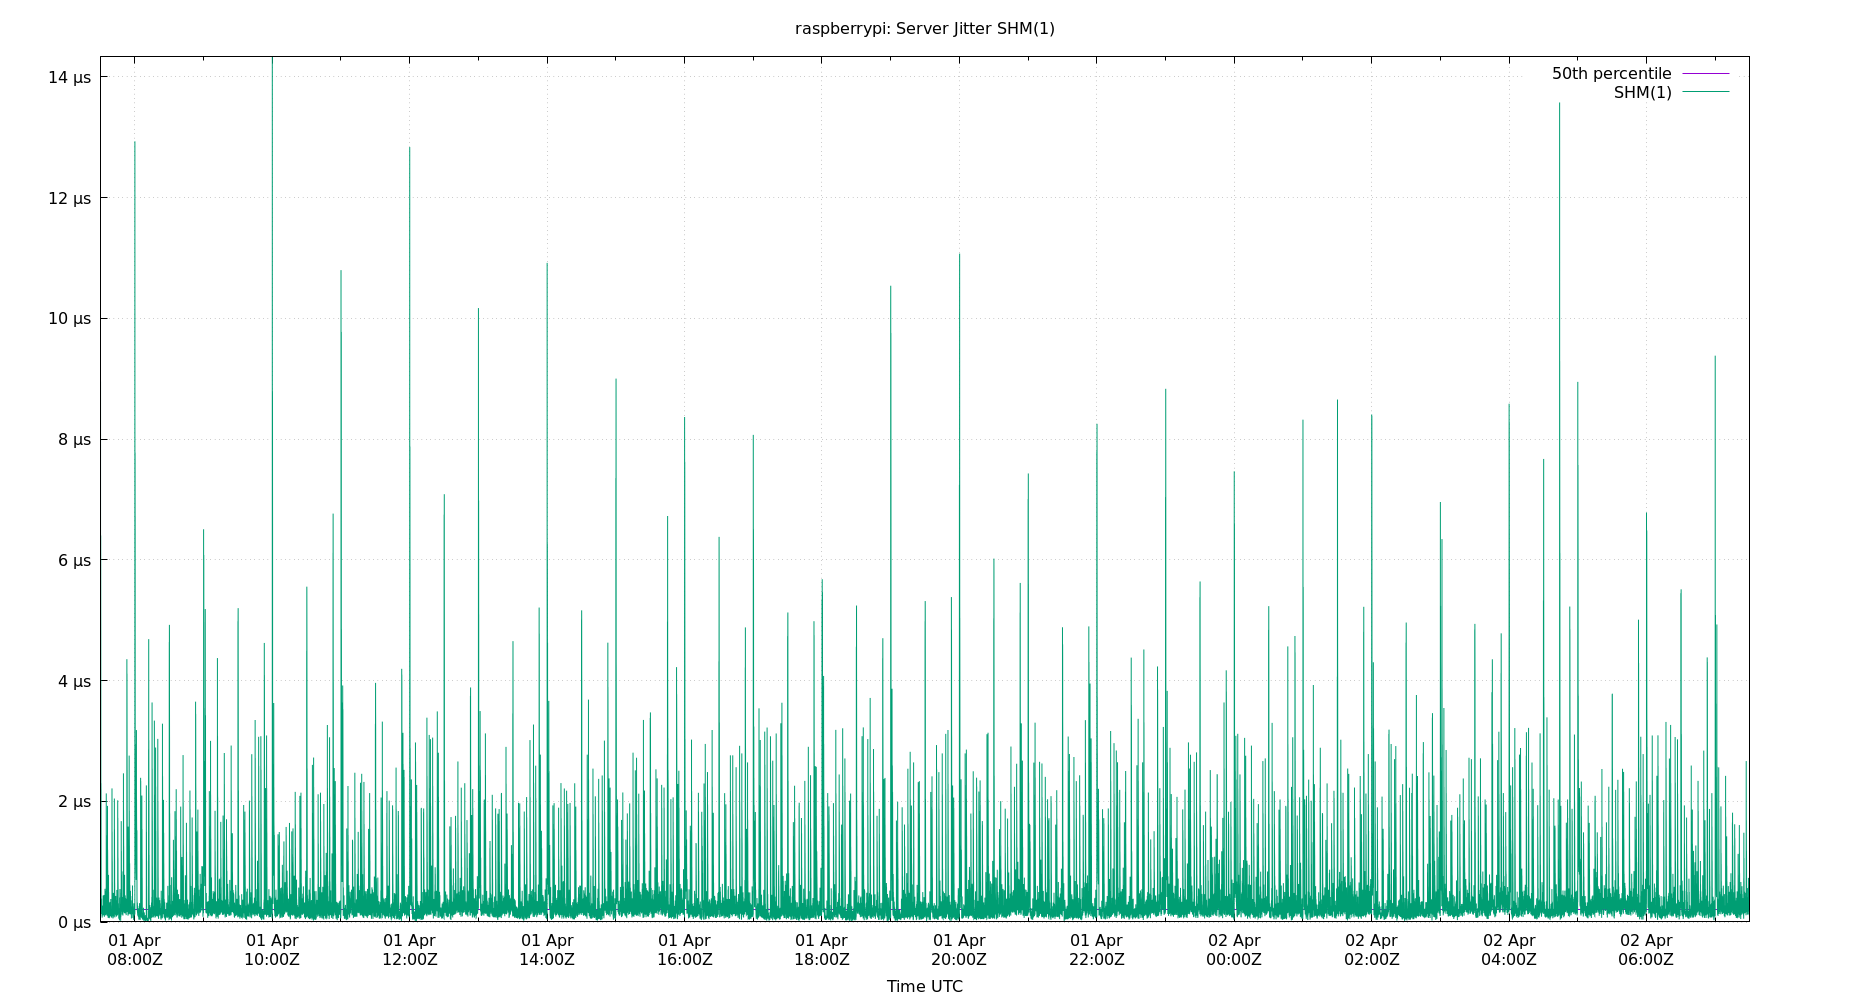 raspberrypi: Server Jitter SHM(1)
14 µs
12 µs
10 µs
8 µs
6 µs
4 µs
2 µs
0 µs
50th percentile
SHM(1)
01 Apr 01 Apr 01 Apr 01 Apr 01 Apr 01 Apr 01 Apr 01 Apr 02 Apr 02 Apr 02 Apr 02 Apr
08:00Z 10:00Z 12:00Z 14:00Z 16:00Z 18:00Z 20:00Z 22:00Z 00:00Z 02:00Z 04:00Z 06:00Z
Time UTC